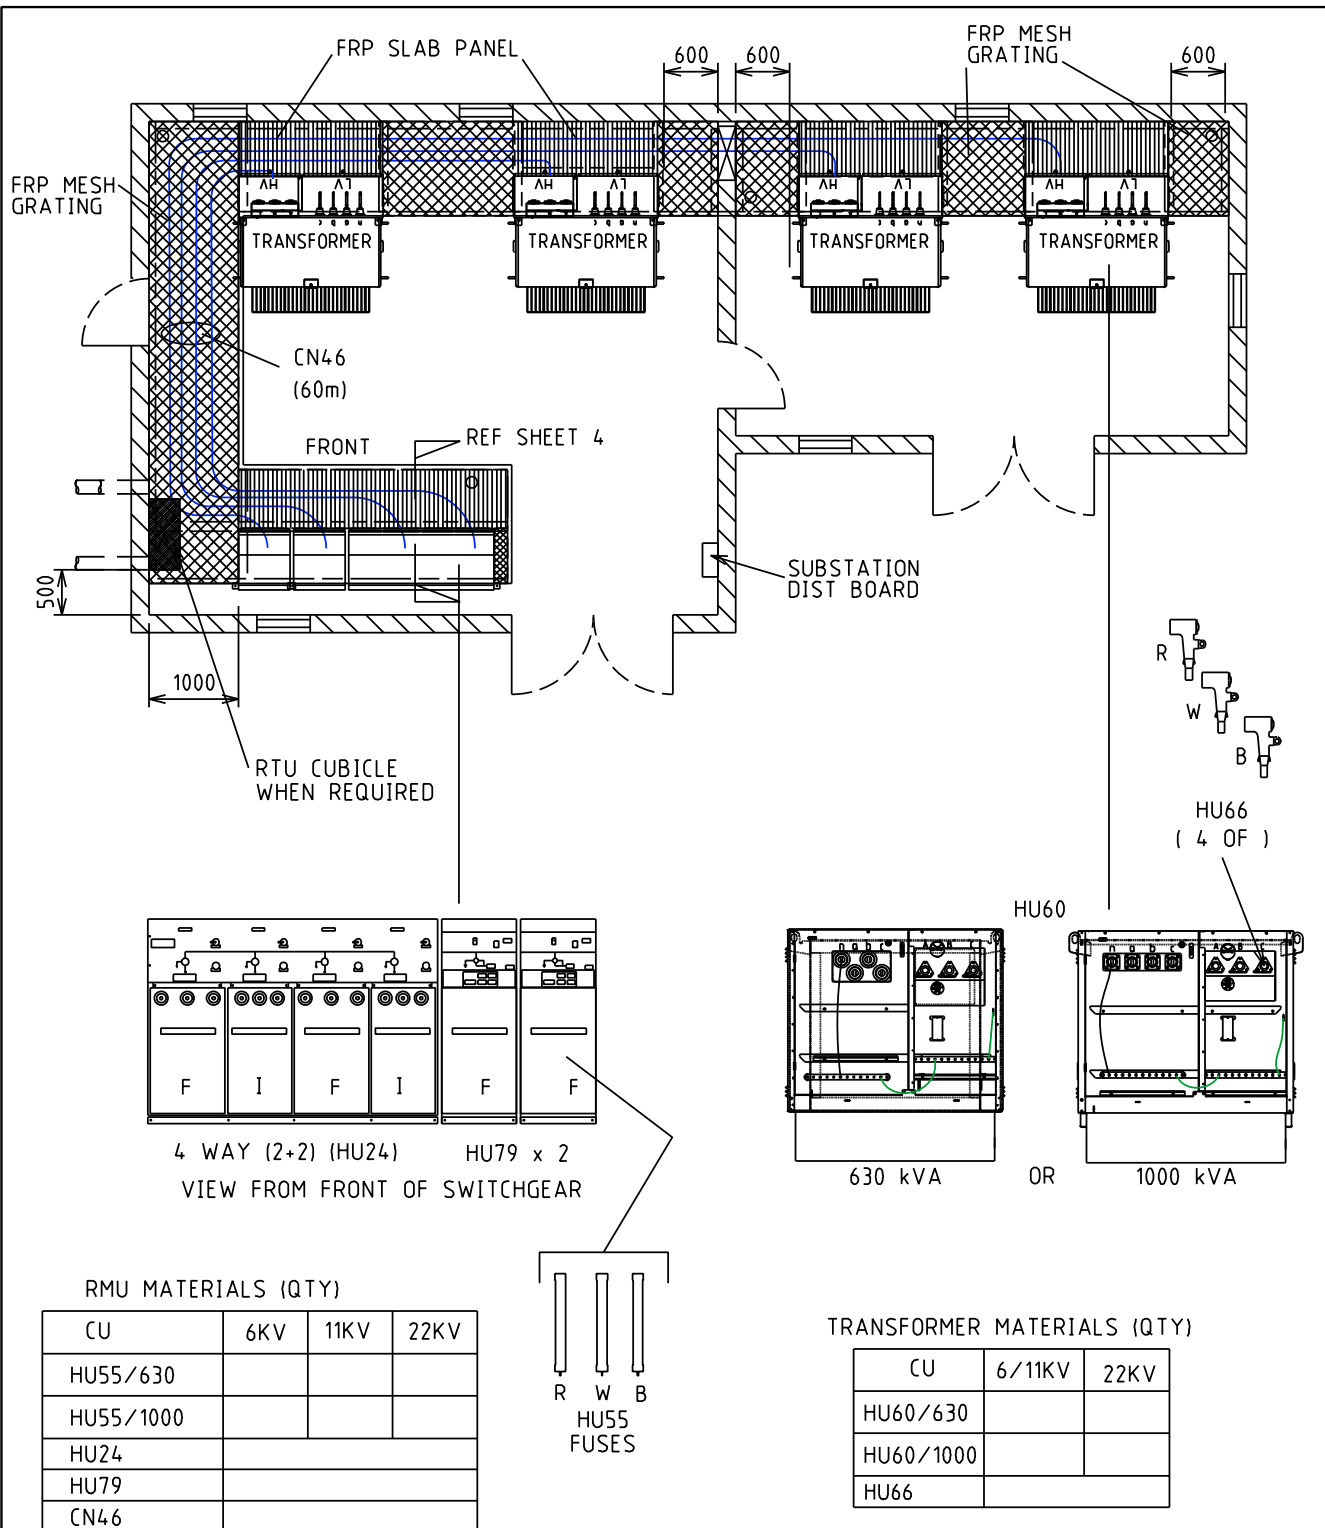 FRP SLAB PANEL
600
600
FRP MESH
GRATING
600
FRP MESH
GRATING
HV
LV
HV
LV
HV
LV
HV
LV
TRANSFORMER
TRANSFORMER
TRANSFORMER
TRANSFORMER
CN46
(60m)
FRONT
REF SHEET 4
SUBSTATION
DIST BOARD
500
1000
RTU CUBICLE
WHEN REQUIRED
R
W
B
HU66
( 4 OF )
HU60
F
I
F
I
F
F
4 WAY (2+2) (HU24)
HU79 x 2
VIEW FROM FRONT OF SWITCHGEAR
630 kVA
OR
1000 kVA
RMU MATERIALS (QTY)
CU 6KV 11KV 22KV
HU55/630
HU55/1000
HU24
HU79
CN46
R W B
HU55
FUSES
TRANSFORMER MATERIALS (QTY)
CU 6/11KV 22KV
HU60/630
HU60/1000
HU66